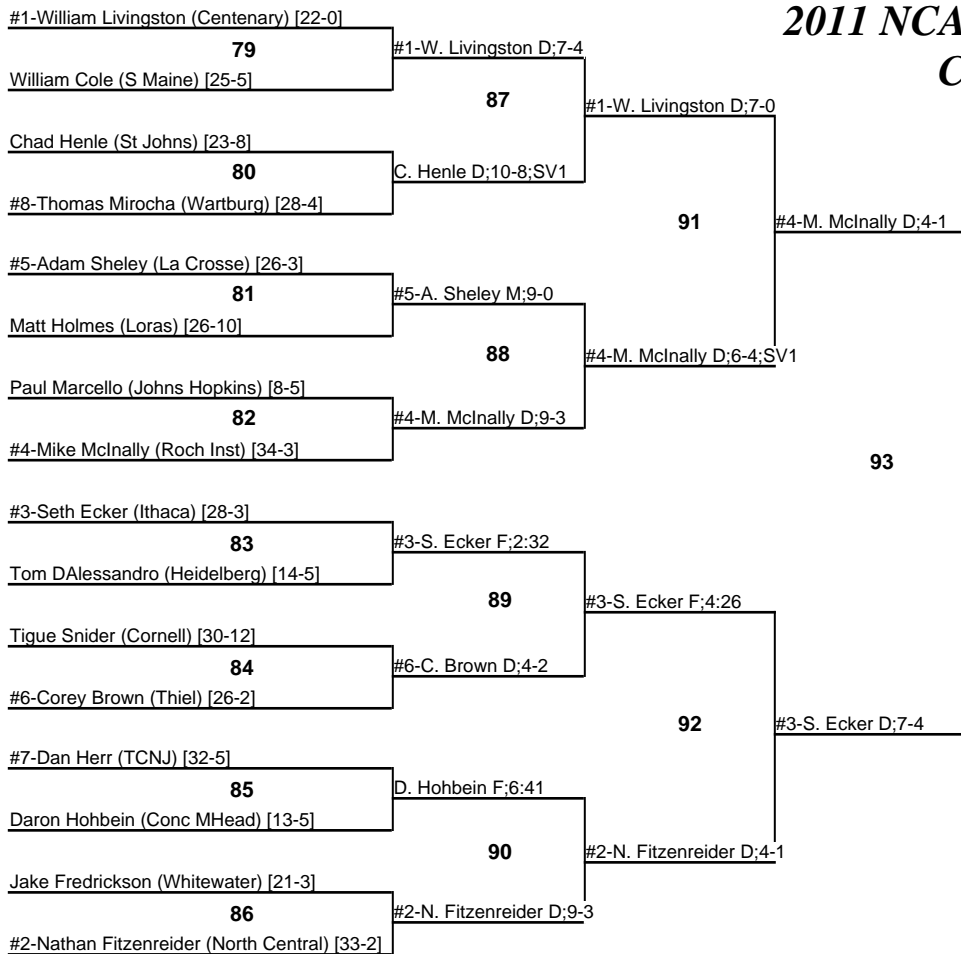 2011 NCA
C
#1-William Livingston (Centenary) [22-0]
79
William Cole (S Maine) [25-5]
#1-W. Livingston D;7-4
87
Chad Henle (St Johns) [23-8]
80
#8-Thomas Mirocha (Wartburg) [28-4]
C. Henle D;10-8;SV1
#1-W. Livingston D;7-0
91
#5-Adam Sheley (La Crosse) [26-3]
81
Matt Holmes (Loras) [26-10]
#5-A. Sheley M;9-0
88
Paul Marcello (Johns Hopkins) [8-5]
82
#4-Mike McInally (Roch Inst) [34-3]
#4-M. McInally D;9-3
#4-M. McInally D;6-4;SV1
#4-M. McInally D;4-1
93
#3-Seth Ecker (Ithaca) [28-3]
83
Tom DAlessandro (Heidelberg) [14-5]
#3-S. Ecker F;2:32
89
Tigue Snider (Cornell) [30-12]
84
#6-Corey Brown (Thiel) [26-2]
#6-C. Brown D;4-2
#3-S. Ecker F;4:26
92
#7-Dan Herr (TCNJ) [32-5]
85
Daron Hohbein (Conc MHead) [13-5]
D. Hohbein F;6:41
90
Jake Fredrickson (Whitewater) [21-3]
86
#2-Nathan Fitzenreider (North Central) [33-2]
#2-N. Fitzenreider D;9-3
#2-N. Fitzenreider D;4-1
#3-S. Ecker D;7-4